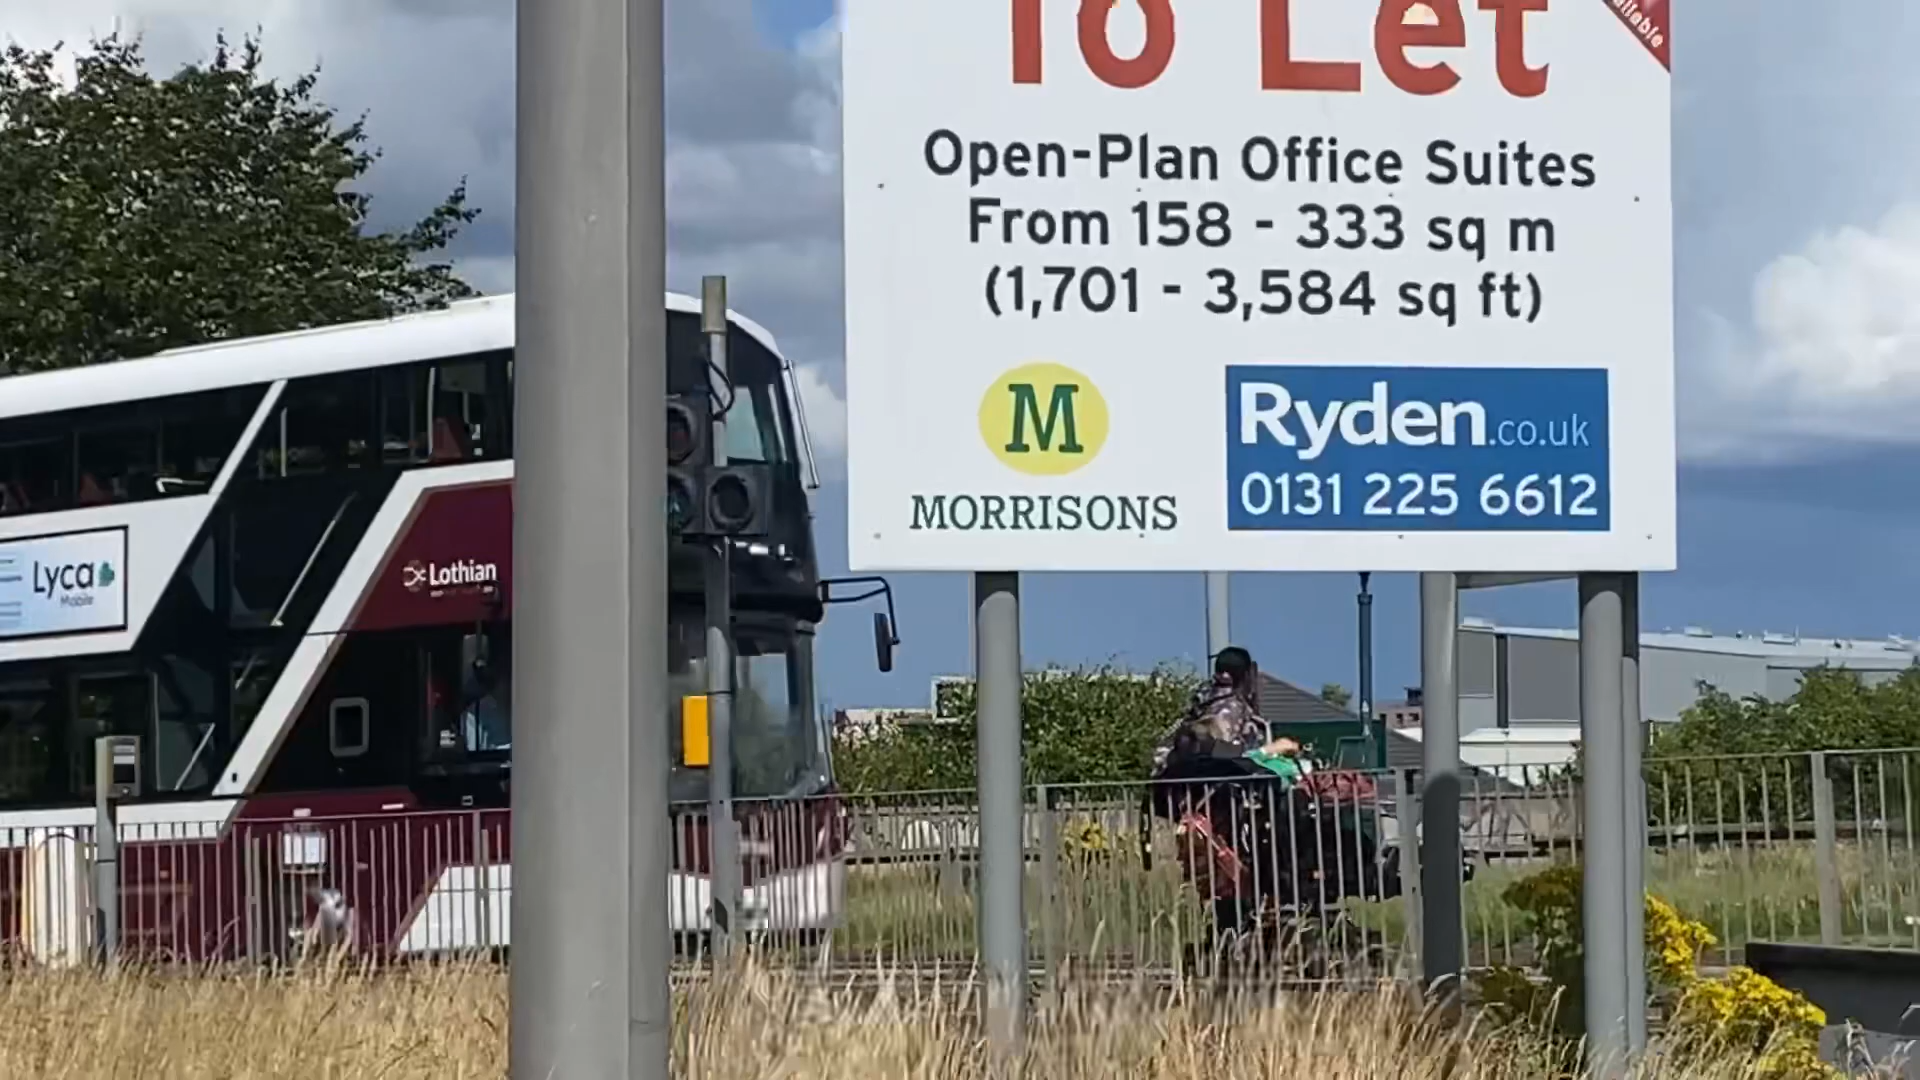 To Let
Open-Plan Office Suites
From 158 - 333 sq m
(1,701 - 3,584 sq ft)
M
MORRISONS
Ryden.co.uk
0131 225 6612
Lyca
Mobile
Lothian